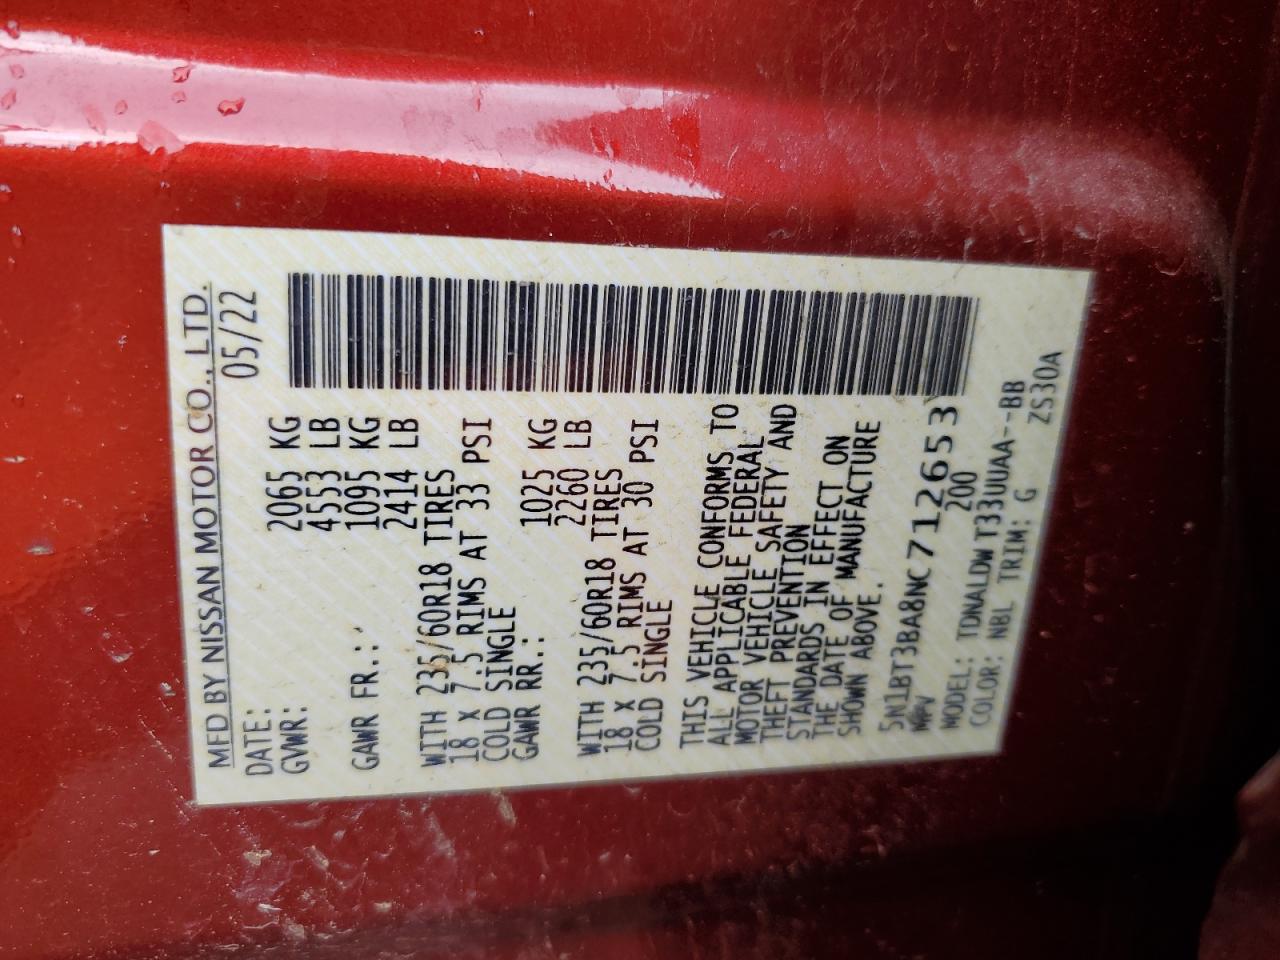 MFD BY NISSAN MOTOR CO., LTD.
DATE: 05/22
GVWR: 2065 KG
4553 LB
GAWR FR.: 1095 KG
2414 LB
WITH 235/60R18 TIRES
18 X 7.5 RIMS AT 33 PSI
COLD SINGLE
GAWR RR.: 1025 KG
2260 LB
WITH 235/60R18 TIRES
18 X 7.5 RIMS AT 30 PSI
COLD SINGLE
THIS VEHICLE CONFORMS TO
ALL APPLICABLE FEDERAL
MOTOR VEHICLE SAFETY AND
THEFT PREVENTION
STANDARDS IN EFFECT ON
THE DATE OF MANUFACTURE
SHOWN ABOVE.
5N1BT3BA8NC712653
MPV 200
MODEL: TDNALDWT33UUAA--BB
COLOR: NBL TRIM: G ZS30A